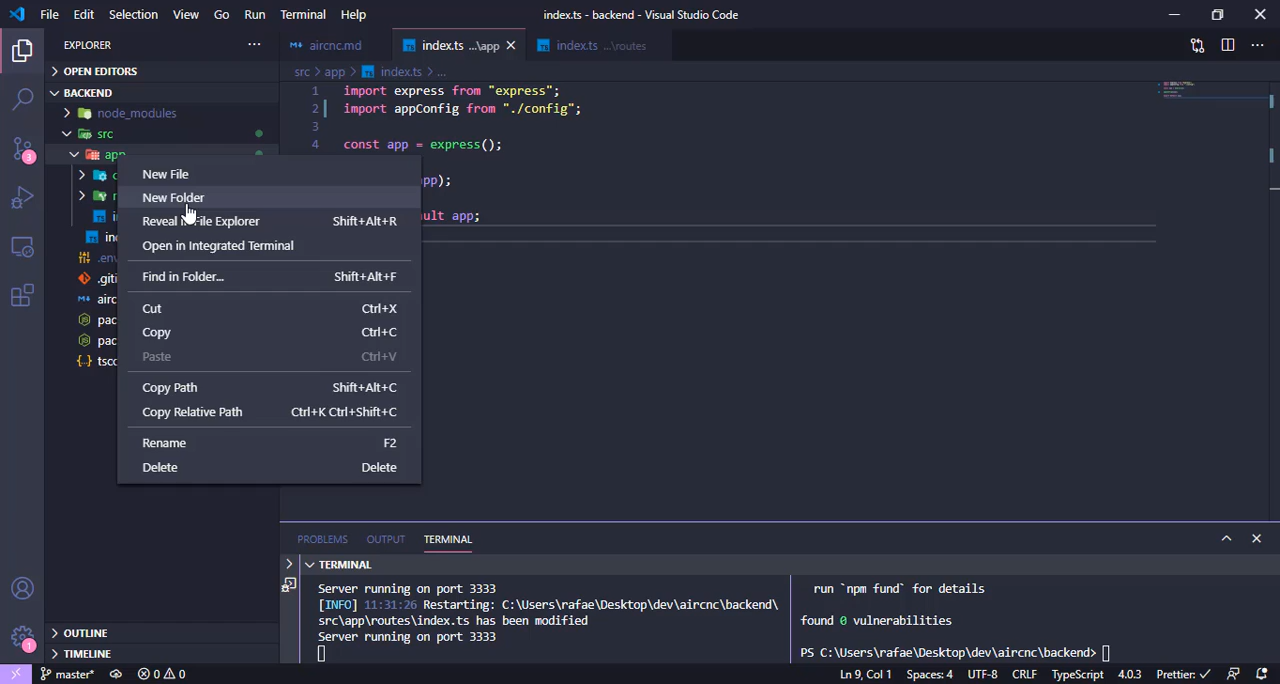 File Edit Selection View Go Run Terminal Help index.ts - backend - Visual Studio Code
EXPLORER
aircnc.md index.ts ...\app index.ts ...\routes
OPEN EDITORS
src > app > index.ts > ...
BACKEND
node_modules
src
app
.env
.giti
airc
pac
pac
tsco
1 import express from "express";
2 import appConfig from "./config";
3
4 const app = express();
pp);
ult app;
New File
New Folder
Reveal File Explorer Shift+Alt+R
Open in Integrated Terminal
Find in Folder... Shift+Alt+F
Cut Ctrl+X
Copy Ctrl+C
Paste Ctrl+V
Copy Path Shift+Alt+C
Copy Relative Path Ctrl+K Ctrl+Shift+C
Rename F2
Delete Delete
3
PROBLEMS OUTPUT TERMINAL
TERMINAL
Server running on port 3333
[INFO] 11:31:26 Restarting: C:\Users\rafae\Desktop\dev\aircnc\backend\
src\app\routes\index.ts has been modified
Server running on port 3333
run `npm fund` for details
found 0 vulnerabilities
PS C:\Users\rafae\Desktop\dev\aircnc\backend>
OUTLINE
TIMELINE
1
master* 0 0 Ln 9, Col 1 Spaces: 4 UTF-8 CRLF TypeScript 4.0.3 Prettier: ✓